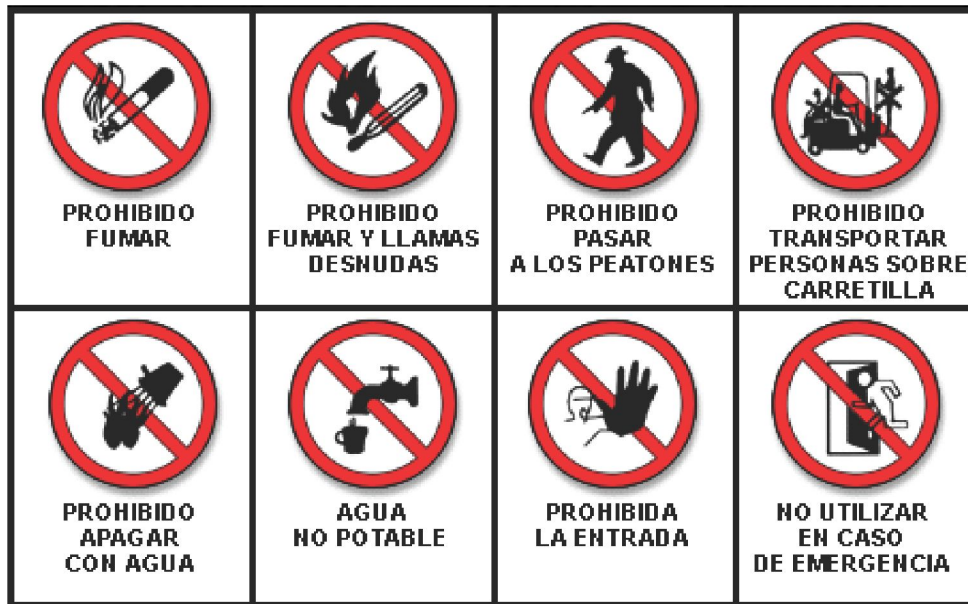 PROHIBIDO
FUMAR
PROHIBIDO
FUMAR Y LLAMAS
DESNUDAS
PROHIBIDO
PASAR
A LOS PEATONES
PROHIBIDO
TRANSPORTAR
PERSONAS SOBRE
CARRETILLA
PROHIBIDO
APAGAR
CON AGUA
AGUA
NO POTABLE
PROHIBIDA
LA ENTRADA
NO UTILIZAR
EN CASO
DE EMERGENCIA